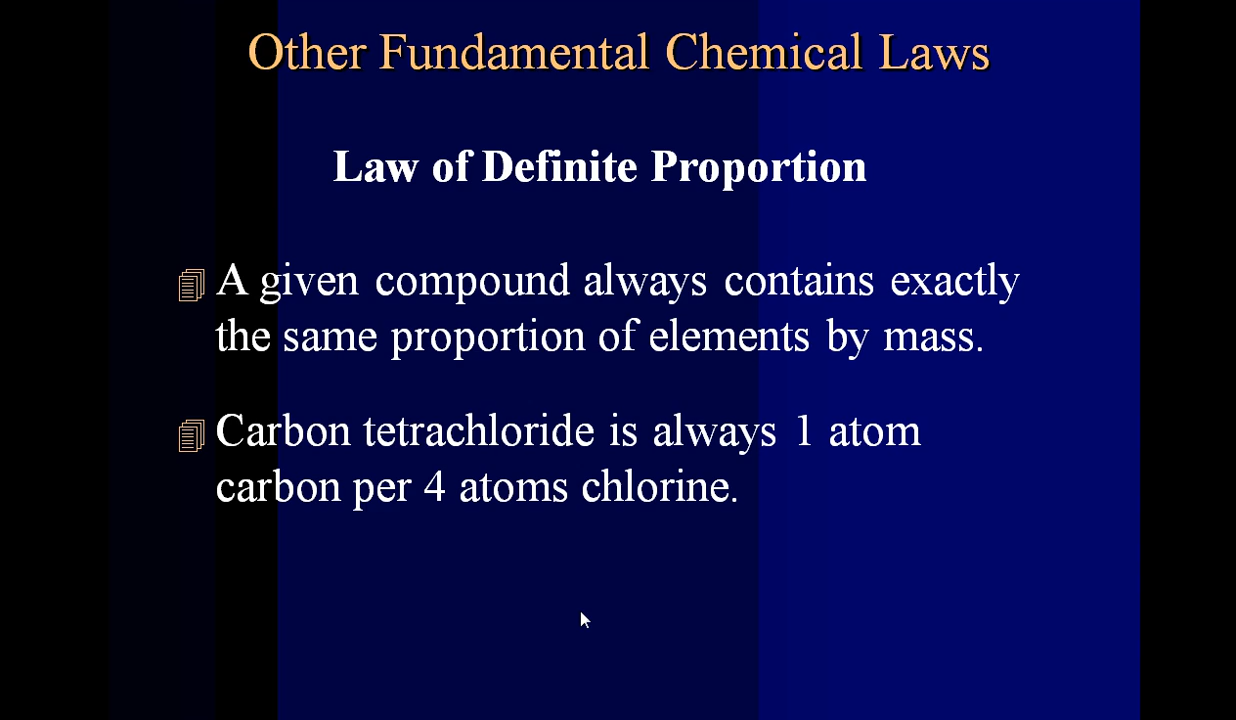 Other Fundamental Chemical Laws
Law of Definite Proportion
A given compound always contains exactly
the same proportion of elements by mass.
Carbon tetrachloride is always 1 atom
carbon per 4 atoms chlorine.